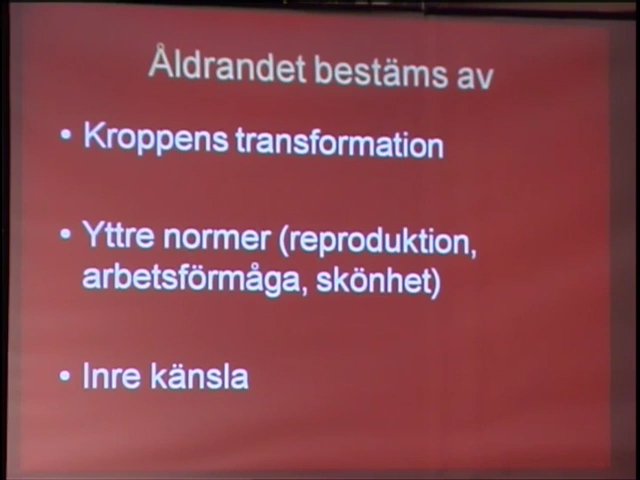 Åldrandet bestäms av
• Kroppens transformation
• Yttre normer (reproduktion,
arbetsförmåga, skönhet)
• Inre känsla